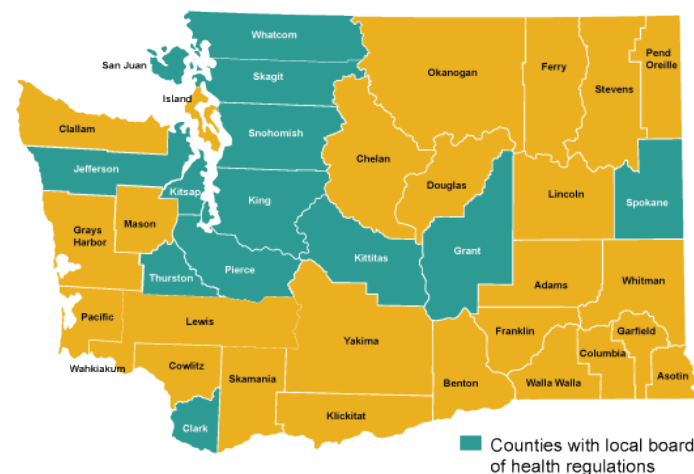 Whatcom
San Juan
Skagit
Island
Okanogan
Ferry
Stevens
Pend
Oreille
Clallam
Snohomish
Chelan
Jefferson
Kitsap
King
Douglas
Lincoln
Spokane
Grays
Harbor
Mason
Grant
Kittitas
Thurston
Pierce
Adams
Whitman
Pacific
Lewis
Yakima
Franklin
Garfield
Columbia
Wahkiakum
Cowlitz
Skamania
Benton
Walla Walla
Asotin
Klickitat
Clark
Counties with local board
of health regulations